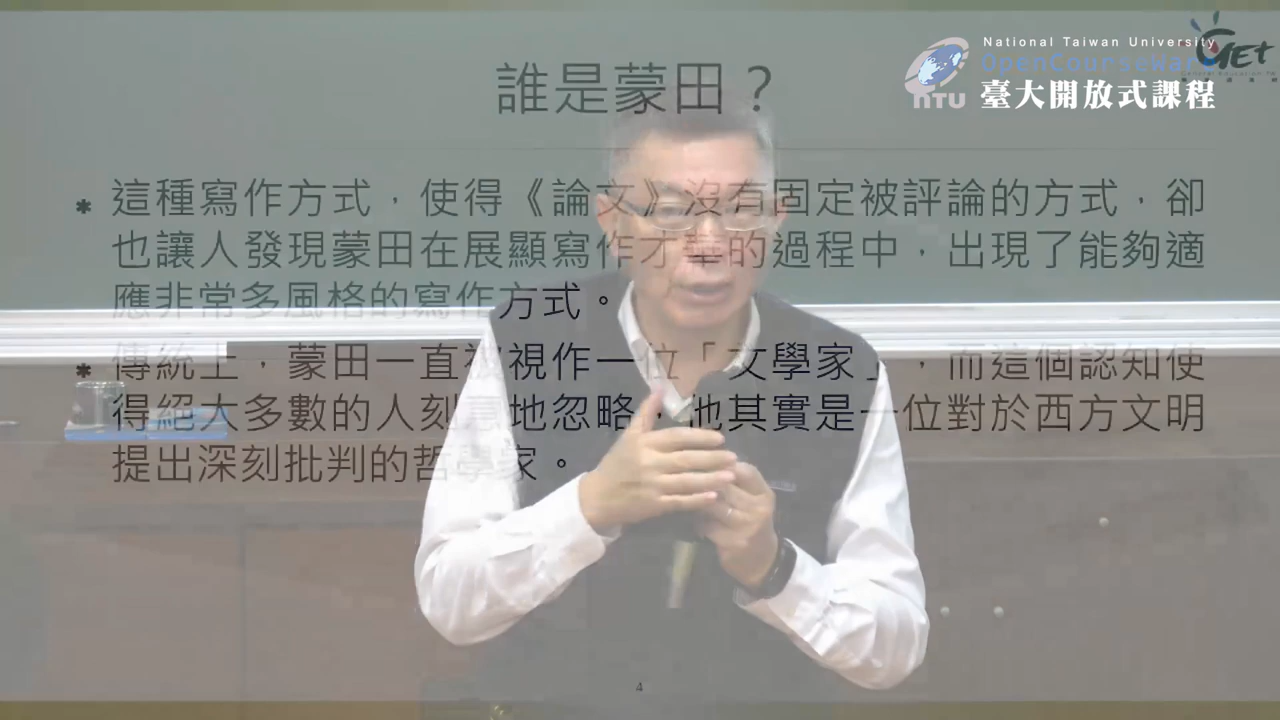 National Taiwan University
OpenCourseWare
臺大開放式課程
GEt
誰是蒙田？
這種寫作方式，使得《論文》沒有固定被評論的方式，卻
也讓人發現蒙田在展顯寫作才華的過程中，出現了能夠適
應非常多風格的寫作方式。
傳統上，蒙田一直被視作一位「文學家」，而這個認知使
得絕大多數的人刻意地忽略，他其實是一位對於西方文明
提出深刻批判的哲學家。
4